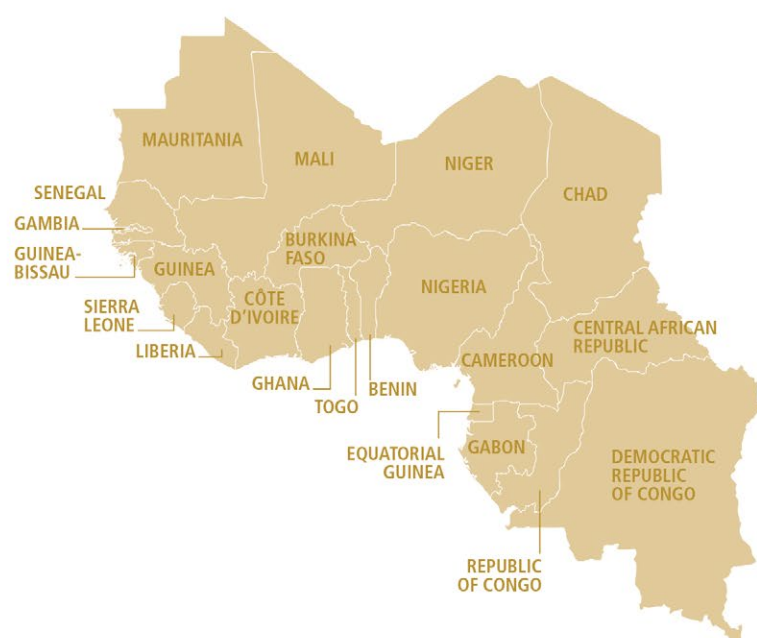 MAURITANIA
MALI
NIGER
CHAD
SENEGAL
GAMBIA
GUINEA-
BISSAU
GUINEA
BURKINA
FASO
NIGERIA
SIERRA
LEONE
CÔTE
D'IVOIRE
LIBERIA
GHANA
TOGO
BENIN
CAMEROON
CENTRAL AFRICAN
REPUBLIC
EQUATORIAL
GUINEA
GABON
DEMOCRATIC
REPUBLIC
OF CONGO
REPUBLIC
OF CONGO